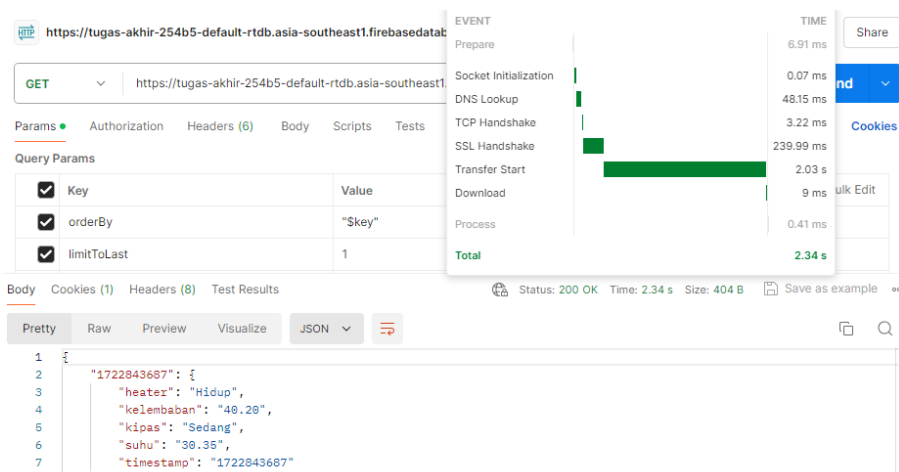 HTTP https://tugas-akhir-254b5-default-rtdb.asia-southeast1.firebasedatab
Share
GET https://tugas-akhir-254b5-default-rtdb.asia-southeast1.
nd
Params Authorization Headers (6) Body Scripts Tests
Cookies
Query Params
Key Value
ulk Edit
orderBy "$key"
limitToLast 1
EVENT TIME
Prepare 6.91 ms
Socket Initialization 0.07 ms
DNS Lookup 48.15 ms
TCP Handshake 3.22 ms
SSL Handshake 239.99 ms
Transfer Start 2.03 s
Download 9 ms
Process 0.41 ms
Total 2.34 s
Body Cookies (1) Headers (8) Test Results
Status: 200 OK Time: 2.34 s Size: 404 B Save as example
Pretty Raw Preview Visualize JSON
1 {
2 "1722843687": {
3 "heater": "Hidup",
4 "kelembaban": "40.20",
5 "kipas": "Sedang",
6 "suhu": "30.35",
7 "timestamp": "1722843687"